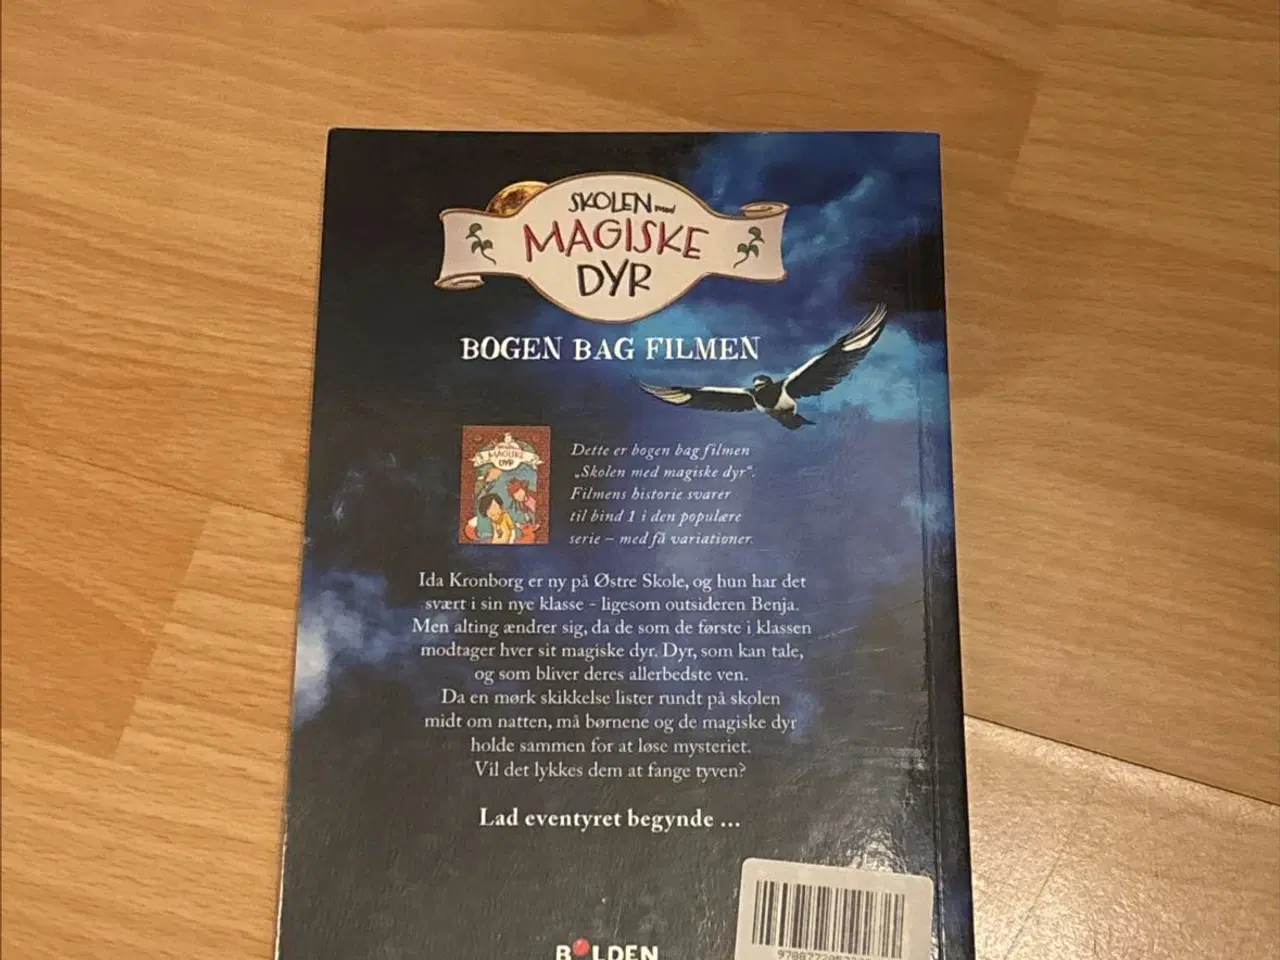 SKOLEN med
MAGISKE
DYR
BOGEN BAG FILMEN
MAGISKE
DYR
Dette er bogen bag filmen
„Skolen med magiske dyr“.
Filmens historie svarer
til bind 1 i den populære
serie – med få variationer.
Ida Kronborg er ny på Østre Skole, og hun har det
svært i sin nye klasse - ligesom outsideren Benja.
Men alting ændrer sig, da de som de første i klassen
modtager hver sit magiske dyr. Dyr, som kan tale,
og som bliver deres allerbedste ven.
Da en mørk skikkelse lister rundt på skolen
midt om natten, må børnene og de magiske dyr
holde sammen for at løse mysteriet.
Vil det lykkes dem at fange tyven?
Lad eventyret begynde ...
BOLDEN